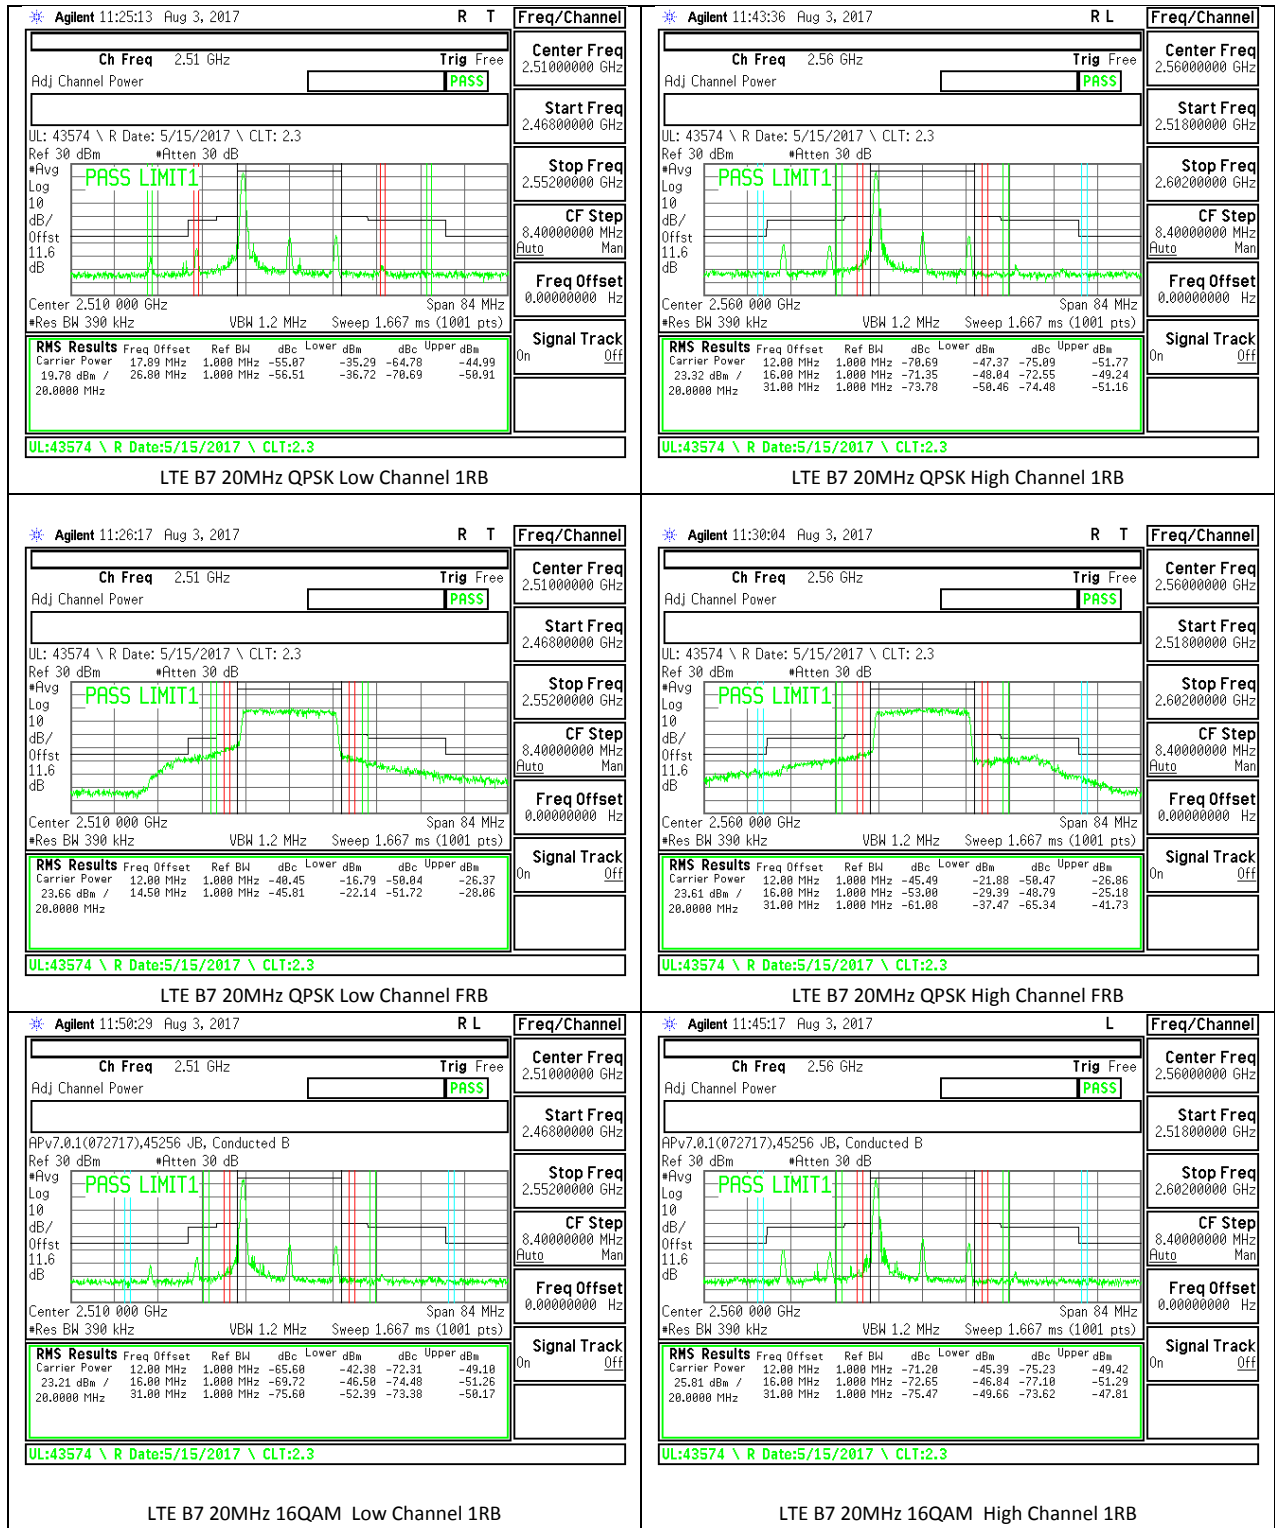 Agilent 11:25:13 Aug 3, 2017 R T
Freq/Channel
Ch Freq 2.51 GHz Trig Free
Adj Channel Power PASS
Center Freq
2.51000000 GHz
Start Freq
2.46800000 GHz
UL: 43574 \ R Date: 5/15/2017 \ CLT: 2.3
Ref 30 dBm #Atten 30 dB
#Avg
Log
10
dB/
Offst
11.6
dB
PASS LIMIT1
Stop Freq
2.55200000 GHz
CF Step
8.40000000 MHz
Auto Man
Freq Offset
0.00000000 Hz
Center 2.510 000 GHz Span 84 MHz
#Res BW 390 kHz VBW 1.2 MHz Sweep 1.667 ms (1001 pts)
Signal Track
On Off
RMS Results Freq Offset Ref BW dBc Lower dBm dBc Upper dBm
Carrier Power 17.89 MHz 1.000 MHz -55.07 -35.29 -64.78 -44.99
19.78 dBm / 26.80 MHz 1.000 MHz -56.51 -36.72 -70.69 -50.91
20.0000 MHz
UL:43574 \ R Date:5/15/2017 \ CLT:2.3
LTE B7 20MHz QPSK Low Channel 1RB
Agilent 11:43:36 Aug 3, 2017 R L
Freq/Channel
Ch Freq 2.56 GHz Trig Free
Adj Channel Power PASS
Center Freq
2.56000000 GHz
Start Freq
2.51800000 GHz
UL: 43574 \ R Date: 5/15/2017 \ CLT: 2.3
Ref 30 dBm #Atten 30 dB
#Avg
Log
10
dB/
Offst
11.6
dB
PASS LIMIT1
Stop Freq
2.60200000 GHz
CF Step
8.40000000 MHz
Auto Man
Freq Offset
0.00000000 Hz
Center 2.560 000 GHz Span 84 MHz
#Res BW 390 kHz VBW 1.2 MHz Sweep 1.667 ms (1001 pts)
Signal Track
On Off
RMS Results Freq Offset Ref BW dBc Lower dBm dBc Upper dBm
Carrier Power 12.00 MHz 1.000 MHz -70.69 -47.37 -75.09 -51.77
23.32 dBm / 16.00 MHz 1.000 MHz -71.35 -48.04 -72.55 -49.24
20.0000 MHz 31.00 MHz 1.000 MHz -73.78 -50.46 -74.48 -51.16
UL:43574 \ R Date:5/15/2017 \ CLT:2.3
LTE B7 20MHz QPSK High Channel 1RB
Agilent 11:26:17 Aug 3, 2017 R T
Freq/Channel
Ch Freq 2.51 GHz Trig Free
Adj Channel Power PASS
Center Freq
2.51000000 GHz
Start Freq
2.46800000 GHz
UL: 43574 \ R Date: 5/15/2017 \ CLT: 2.3
Ref 30 dBm #Atten 30 dB
#Avg
Log
10
dB/
Offst
11.6
dB
PASS LIMIT1
Stop Freq
2.55200000 GHz
CF Step
8.40000000 MHz
Auto Man
Freq Offset
0.00000000 Hz
Center 2.510 000 GHz Span 84 MHz
#Res BW 390 kHz VBW 1.2 MHz Sweep 1.667 ms (1001 pts)
Signal Track
On Off
RMS Results Freq Offset Ref BW dBc Lower dBm dBc Upper dBm
Carrier Power 12.00 MHz 1.000 MHz -40.45 -16.79 -50.04 -26.37
23.66 dBm / 14.50 MHz 1.000 MHz -45.81 -22.14 -51.72 -28.06
20.0000 MHz
UL:43574 \ R Date:5/15/2017 \ CLT:2.3
LTE B7 20MHz QPSK Low Channel FRB
Agilent 11:30:04 Aug 3, 2017 R T
Freq/Channel
Ch Freq 2.56 GHz Trig Free
Adj Channel Power PASS
Center Freq
2.56000000 GHz
Start Freq
2.51800000 GHz
UL: 43574 \ R Date: 5/15/2017 \ CLT: 2.3
Ref 30 dBm #Atten 30 dB
#Avg
Log
10
dB/
Offst
11.6
dB
PASS LIMIT1
Stop Freq
2.60200000 GHz
CF Step
8.40000000 MHz
Auto Man
Freq Offset
0.00000000 Hz
Center 2.560 000 GHz Span 84 MHz
#Res BW 390 kHz VBW 1.2 MHz Sweep 1.667 ms (1001 pts)
Signal Track
On Off
RMS Results Freq Offset Ref BW dBc Lower dBm dBc Upper dBm
Carrier Power 12.00 MHz 1.000 MHz -45.49 -21.88 -50.47 -26.86
23.61 dBm / 16.00 MHz 1.000 MHz -53.00 -29.39 -48.79 -25.18
20.0000 MHz 31.00 MHz 1.000 MHz -61.08 -37.47 -65.34 -41.73
UL:43574 \ R Date:5/15/2017 \ CLT:2.3
LTE B7 20MHz QPSK High Channel FRB
Agilent 11:50:29 Aug 3, 2017 R L
Freq/Channel
Ch Freq 2.51 GHz Trig Free
Adj Channel Power PASS
Center Freq
2.51000000 GHz
Start Freq
2.46800000 GHz
APv7.0.1(072717),45256 JB, Conducted B
Ref 30 dBm #Atten 30 dB
#Avg
Log
10
dB/
Offst
11.6
dB
PASS LIMIT1
Stop Freq
2.55200000 GHz
CF Step
8.40000000 MHz
Auto Man
Freq Offset
0.00000000 Hz
Center 2.510 000 GHz Span 84 MHz
#Res BW 390 kHz VBW 1.2 MHz Sweep 1.667 ms (1001 pts)
Signal Track
On Off
RMS Results Freq Offset Ref BW dBc Lower dBm dBc Upper dBm
Carrier Power 12.00 MHz 1.000 MHz -65.60 -42.38 -72.31 -49.10
23.21 dBm / 16.00 MHz 1.000 MHz -69.72 -46.50 -74.48 -51.26
20.0000 MHz 31.00 MHz 1.000 MHz -75.60 -52.39 -73.38 -50.17
UL:43574 \ R Date:5/15/2017 \ CLT:2.3
LTE B7 20MHz 16QAM Low Channel 1RB
Agilent 11:45:17 Aug 3, 2017 L
Freq/Channel
Ch Freq 2.56 GHz Trig Free
Adj Channel Power PASS
Center Freq
2.56000000 GHz
Start Freq
2.51800000 GHz
APv7.0.1(072717),45256 JB, Conducted B
Ref 30 dBm #Atten 30 dB
#Avg
Log
10
dB/
Offst
11.6
dB
PASS LIMIT1
Stop Freq
2.60200000 GHz
CF Step
8.40000000 MHz
Auto Man
Freq Offset
0.00000000 Hz
Center 2.560 000 GHz Span 84 MHz
#Res BW 390 kHz VBW 1.2 MHz Sweep 1.667 ms (1001 pts)
Signal Track
On Off
RMS Results Freq Offset Ref BW dBc Lower dBm dBc Upper dBm
Carrier Power 12.00 MHz 1.000 MHz -71.20 -45.39 -75.23 -49.42
25.81 dBm / 16.00 MHz 1.000 MHz -72.65 -46.84 -77.10 -51.29
20.0000 MHz 31.00 MHz 1.000 MHz -75.47 -49.66 -73.62 -47.81
UL:43574 \ R Date:5/15/2017 \ CLT:2.3
LTE B7 20MHz 16QAM High Channel 1RB